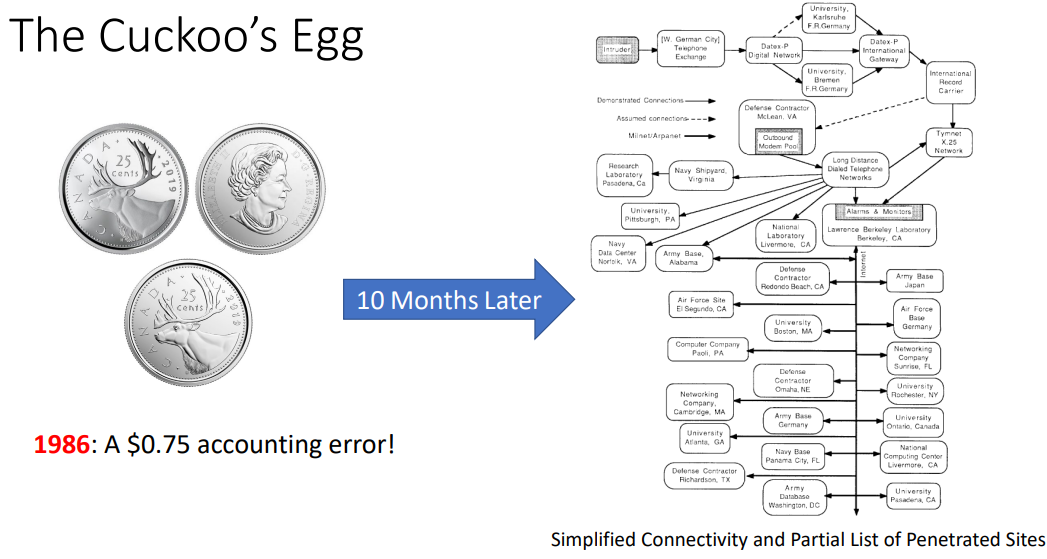 The Cuckoo's Egg
CANADA
25
cents
2019
ELIZABETH II
D·G·REGINA
CANADA
25
cents
2019
1986: A $0.75 accounting error!
10 Months Later
Intruder
[W. German City]
Telephone
Exchange
Datex-P
Digital Network
University,
Karlsruhe
F.R.Germany
University,
Bremen
F.R.Germany
Datex-P
International
Gateway
International
Record
Carrier
Demonstrated Connections
Assumed connections
Milnet/Arpanet
Defense Contractor
McLean, VA
Outbound
Modem Pool
Tymnet
X.25
Network
Research
Laboratory
Pasadena, Ca
Navy Shipyard,
Virginia
Long Distance
Dialed Telephone
Networks
University,
Pittsburgh, PA
National
Laboratory
Livermore, CA
Alarms & Monitors
Lawrence Berkeley Laboratory
Berkeley, CA
Navy
Data Center
Norfolk, VA
Army Base,
Alabama
Internet
Defense
Contractor
Redondo Beach, CA
Army Base
Japan
Air Force Site
El Segundo, CA
Air Force
Base
Germany
University
Boston, MA
Computer Company
Paoli, PA
Networking
Company
Sunrise, FL
Defense
Contractor
Omaha, NE
University
Rochester, NY
Networking
Company,
Cambridge, MA
Army Base
Germany
University
Ontario, Canada
University
Atlanta, GA
Navy Base
Panama City, FL
National
Computing Center
Livermore, CA
Defense Contractor
Richardson, TX
Army
Database
Washington, DC
University
Pasadena, CA
Simplified Connectivity and Partial List of Penetrated Sites